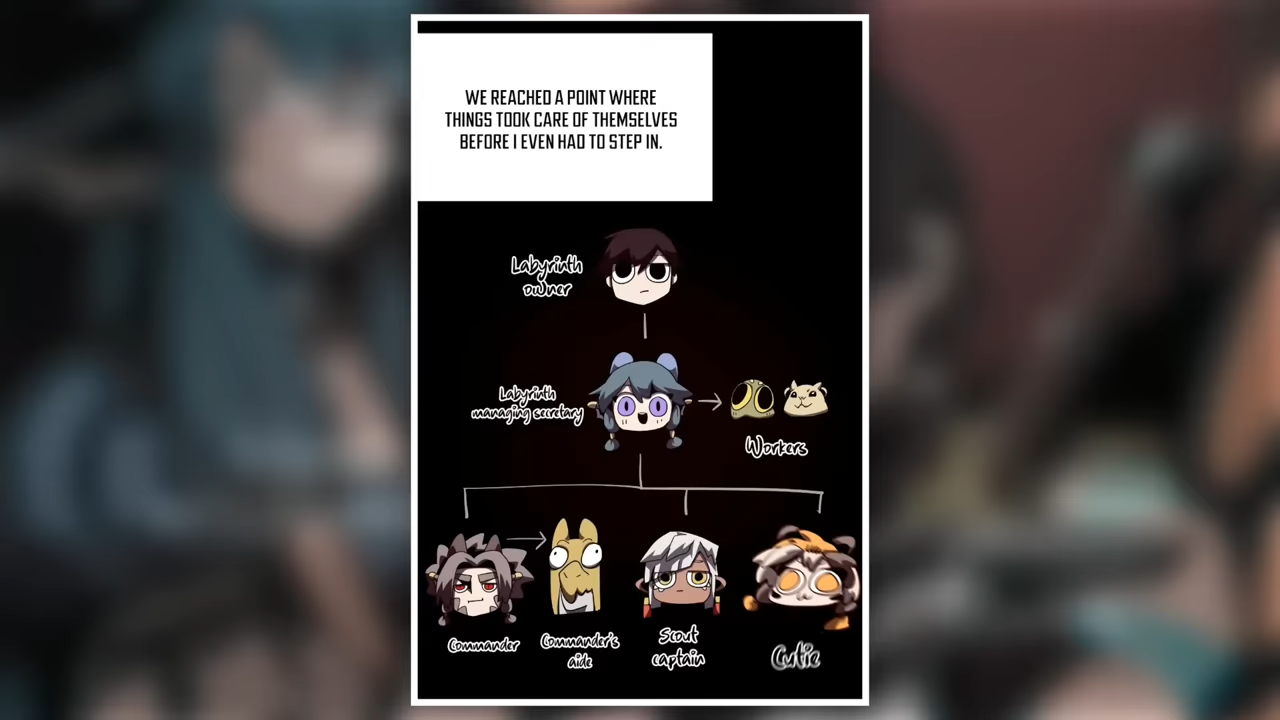 WE REACHED A POINT WHERE
THINGS TOOK CARE OF THEMSELVES
BEFORE I EVEN HAD TO STEP IN.
Labyrinth
owner
Labyrinth
managing secretary
Workers
Commander
Commander's
aide
Scout
captain
Cutie